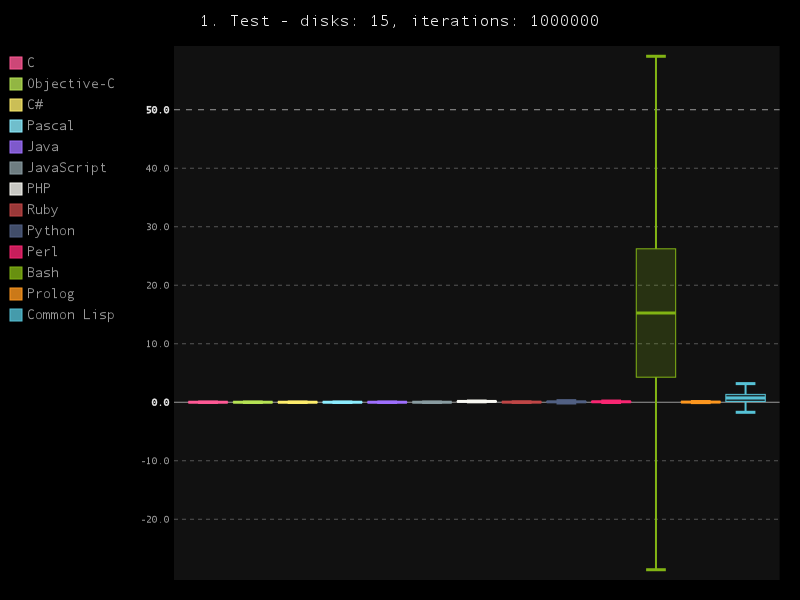 1. Test - disks: 15, iterations: 1000000
C
Objective-C
C#
Pascal
Java
JavaScript
PHP
Ruby
Python
Perl
Bash
Prolog
Common Lisp
50.0
40.0
30.0
20.0
10.0
0.0
-10.0
-20.0